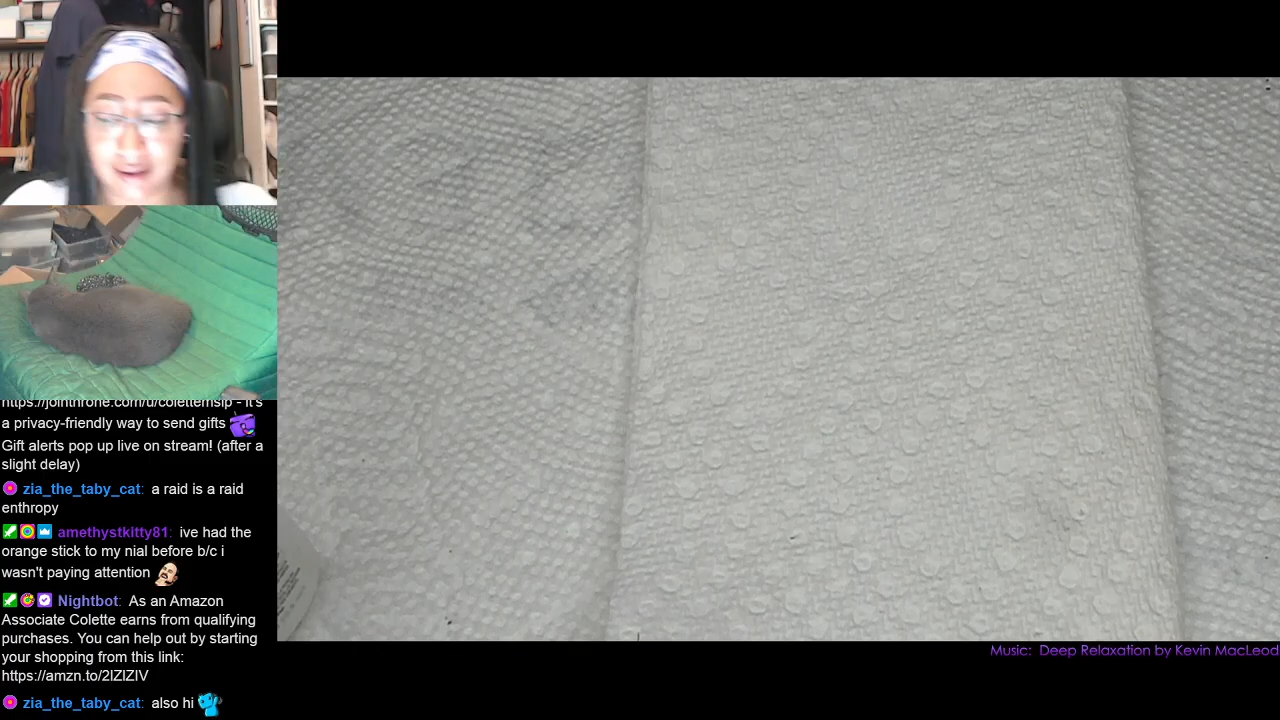 https://jointhrone.com/u/colettemslp - it's
a privacy-friendly way to send gifts
Gift alerts pop up live on stream! (after a
slight delay)
zia_the_taby_cat: a raid is a raid
enthropy
amethystkitty81: ive had the
orange stick to my nial before b/c i
wasn't paying attention
Nightbot: As an Amazon
Associate Colette earns from qualifying
purchases. You can help out by starting
your shopping from this link:
https://amzn.to/2IZIZIV
zia_the_taby_cat: also hi
Music: Deep Relaxation by Kevin MacLeod